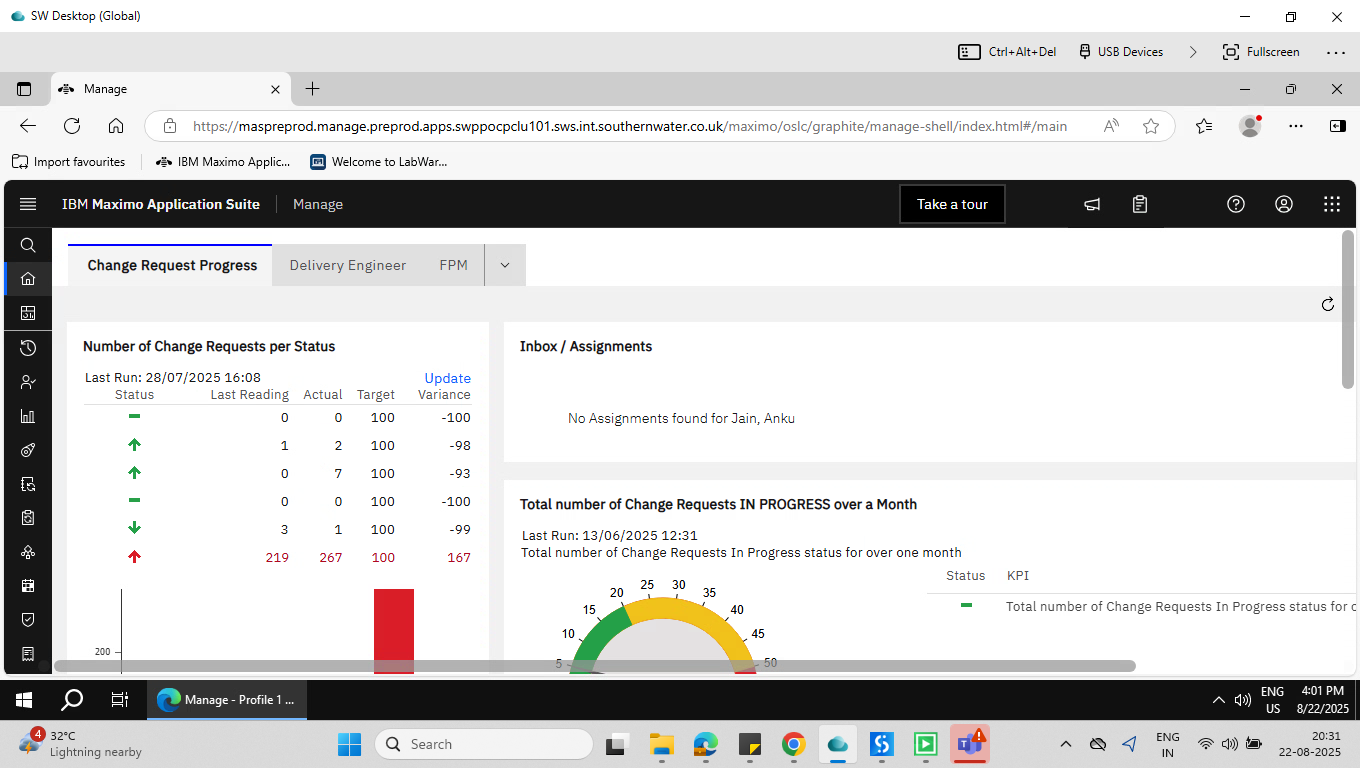 SW Desktop (Global)
Ctrl+Alt+Del
USB Devices
Fullscreen
Manage
https://maspreprod.manage.preprod.apps.swppocpclu101.sws.int.southernwater.co.uk/maximo/oslc/graphite/manage-shell/index.html#/main
Import favourites
IBM Maximo Applic...
Welcome to LabWar...
IBM Maximo Application Suite
Manage
Take a tour
Change Request Progress
Delivery Engineer
FPM
Number of Change Requests per Status
Last Run: 28/07/2025 16:08
Update
Status Last Reading Actual Target Variance
0 0 100 -100
1 2 100 -98
0 7 100 -93
0 0 100 -100
3 1 100 -99
219 267 100 167
200
Inbox / Assignments
No Assignments found for Jain, Anku
Total number of Change Requests IN PROGRESS over a Month
Last Run: 13/06/2025 12:31
Total number of Change Requests In Progress status for over one month
5 10 15 20 25 30 35 40 45 50
Status KPI
Total number of Change Requests In Progress status for o
Manage - Profile 1 ...
ENG
US
4:01 PM
8/22/2025
4
32°C
Lightning nearby
Search
ENG
IN
20:31
22-08-2025